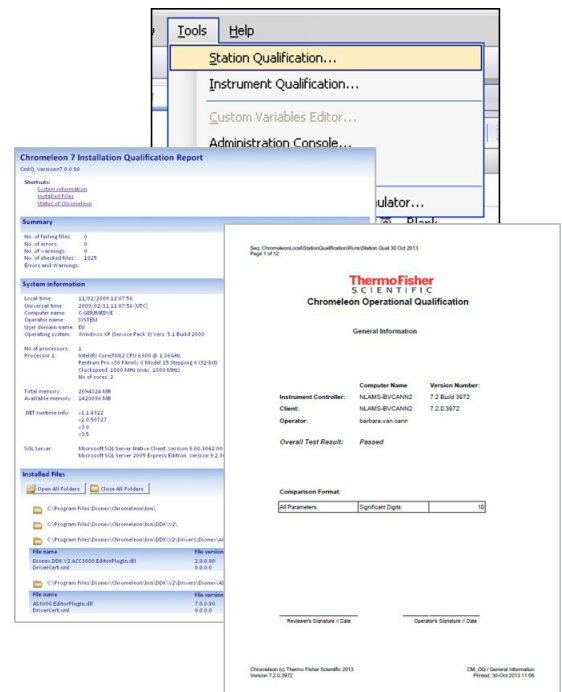 Tools Help
Station Qualification...
Instrument Qualification...
Custom Variables Editor...
Administration Console...
ulator...
Blank
Chromeleon 7 Installation Qualification Report
CmIQ, Version=7.0.0.90
Shortcuts:
System information
Installed Files
Status of Chromeleon
Summary
No. of failing files: 0
No. of errors: 0
No. of warnings: 0
No. of checked files: 1025
Errors and Warnings:
System information
Local time: 11/02/2009 12:07:56
Universal time: 2009/02/11 11:07:56 [UTC]
Computer name: C-GERUMEDVE
Operator name: SYSTEM
User domain name: EU
Operating system: Windows XP (Service Pack 3) Vers. 5.1 Build 2600
No of processors: 1
Processor 1: Intel(R) Core(TM)2 CPU 6300 @ 1.86GHz
Pentium Pro x86 Family 6 Model 15 Stepping 6 (32-bit)
Clockspeed: 1860 MHz (max. 1860 MHz)
No of cores: 2
Total memory: 2094024 MB
Available memory: 1420896 MB
.NET runtime info: v1.1.4322
v2.0.50727
v3.0
v3.5
SQL Server: Microsoft SQL Server Native Client, Version 9.00.3042.00
Microsoft SQL Server 2005 Express Edition, Version 9.2.30
Installed Files
Open All Folders Close All Folders
C:\Program Files\Dionex\Chromeleon\bin\
C:\Program Files\Dionex\Chromeleon\bin\DDK\V2\
C:\Program Files\Dionex\Chromeleon\bin\DDK\V2\Drivers\Dionex\A
File name File version
Dionex.DDK.V2.ACC3000.EditorPlugin.dll 2.0.0.90
DriverCert.xml 0.0.0.0
C:\Program Files\Dionex\Chromeleon\bin\DDK\V2\Drivers\Dionex\AS
File name File version
AS3000.EditorPlugin.dll 7.0.0.90
DriverCert.xml 0.0.0.0
Seq: ChromeleonLocal\StationQualification\Runs\Station Qual 30 Oct 2013
Page 1 of 12
ThermoFisher
SCIENTIFIC
Chromeleon Operational Qualification
General Information
Computer Name Version Number:
Instrument Controller: NLAMS-BVCANN2 7.2 Build 3972
Client: NLAMS-BVCANN2 7.2.0.3972
Operator: barbara.van.cann
Overall Test Result: Passed
Comparison Format:
All Parameters: Significant Digits: 10
Reviewer's Signature // Date Operator's Signature // Date
Chromeleon (c) Thermo Fisher Scientific 2013 CM_OQ / General Information
Version 7.2.0.3972 Printed: 30-Oct-2013 11:06